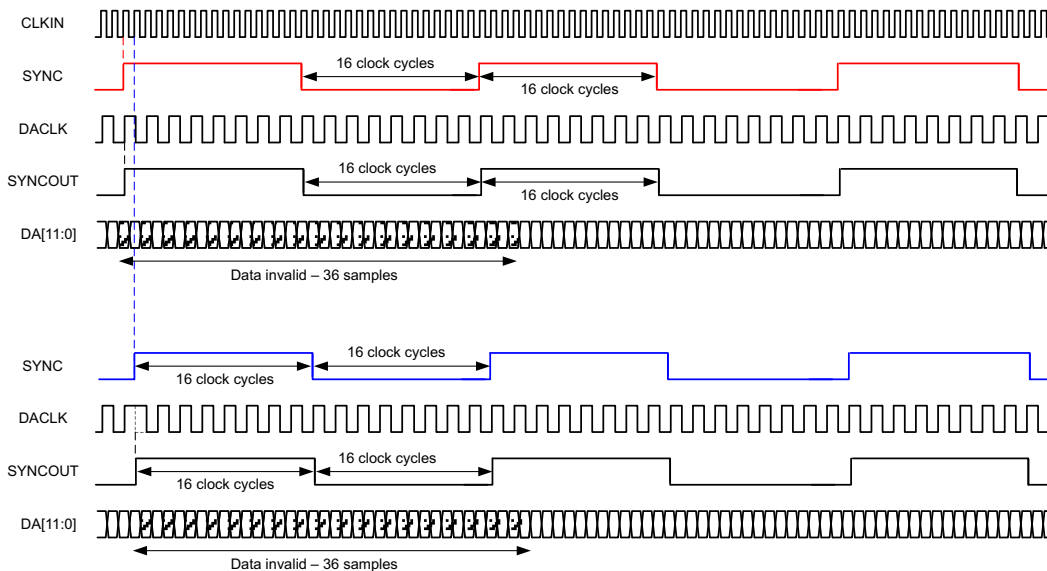 CLKIN
SYNC
16 clock cycles
16 clock cycles
DACLK
SYNCOUT
16 clock cycles
16 clock cycles
DA[11:0]
Data invalid – 36 samples
SYNC
16 clock cycles
16 clock cycles
DACLK
SYNCOUT
16 clock cycles
16 clock cycles
DA[11:0]
Data invalid – 36 samples